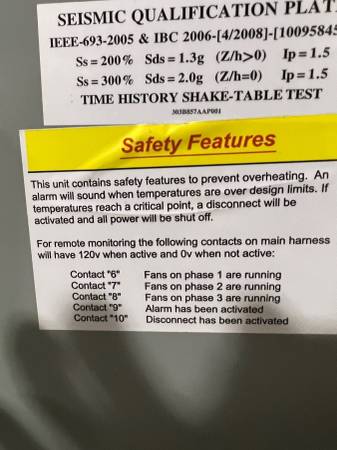 SEISMIC QUALIFICATION
IEEE-693-2005 & IBC 2006-[4/2008]-[10095845
Ss = 200% Sds = 1.3g (Z/h>0) Ip = 1.5
Ss = 300% Sds = 2.0g (Z/h=0) Ip = 1.5
TIME HISTORY SHAKE-TABLE TEST
303B857AAP001
Safety Features
This unit contains safety features to prevent overheating. An
alarm will sound when temperatures are over design limits. If
temperatures reach a critical point, a disconnect will be
activated and all power will be shut off.
For remote monitoring the following contacts on main harness
will have 120v when active and 0v when not active:
Contact "6" Fans on phase 1 are running
Contact "7" Fans on phase 2 are running
Contact "8" Fans on phase 3 are running
Contact "9" Alarm has been activated
Contact "10" Disconnect has been activated